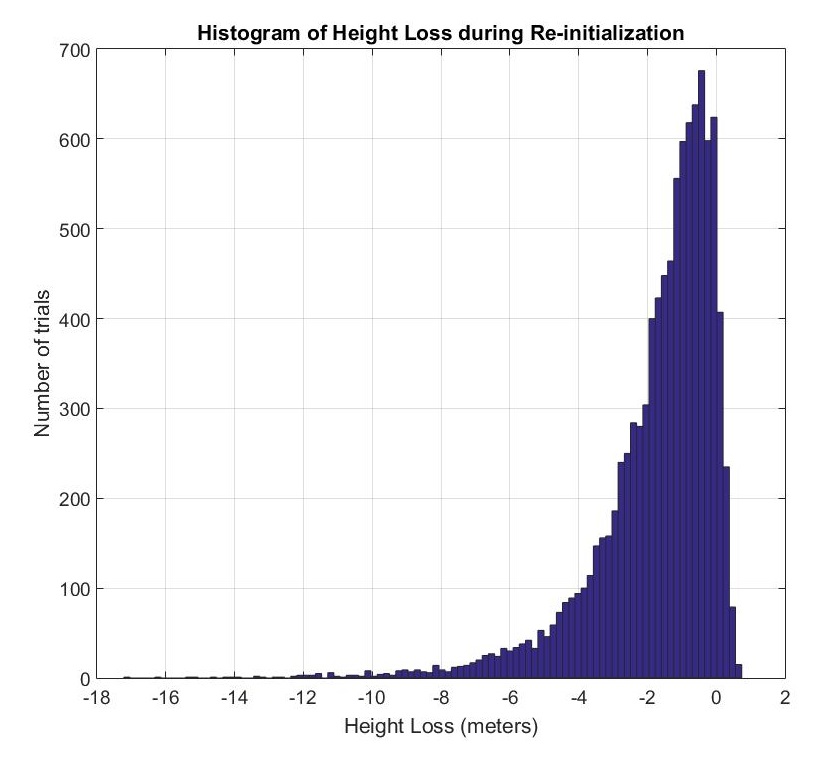 Histogram of Height Loss during Re-initialization
700
600
500
400
300
200
100
0
-18 -16 -14 -12 -10 -8 -6 -4 -2 0 2
Number of trials
Height Loss (meters)